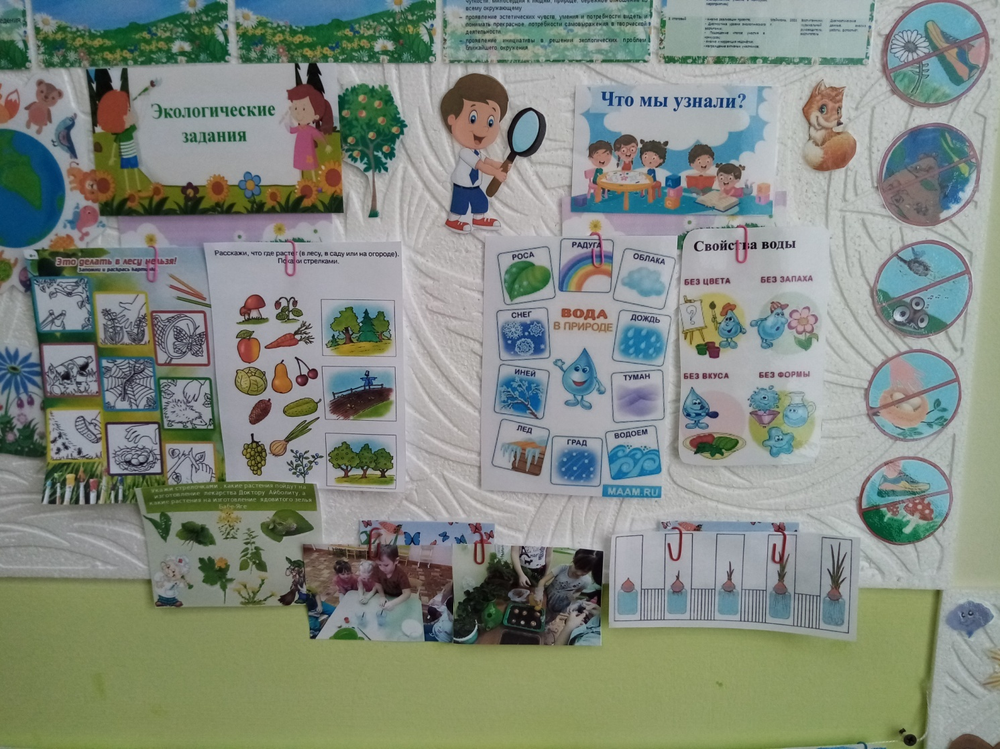 чуткости, милосердия к людям, природе, бережное отношение ко
всему окружающему
– проявление эстетических чувств, умения и потребности видеть и
понимать прекрасное, потребности самовыражения в творческой
деятельности.
– проявление инициативы в решении экологических проблем
ближайшего окружения.
Экологические
задания
Что мы узнали?
Это делать в лесу нельзя!
Запомни и раскрась картинки.
Расскажи, что где растет (в лесу, в саду или на огороде).
Покажи стрелками.
РОСА
РАДУГА
ОБЛАКА
СНЕГ
ВОДА
В ПРИРОДЕ
ДОЖДЬ
ИНЕЙ
ТУМАН
ЛЕД
ГРАД
ВОДОЕМ
MAAM.RU
Свойства воды
БЕЗ ЦВЕТА
БЕЗ ЗАПАХА
БЕЗ ВКУСА
БЕЗ ФОРМЫ
Укажи стрелочками , какие растения пойдут на
изготовление лекарства Доктору Айболиту, а
какие растения на изготовление ядовитого зелья
Бабе-Яге